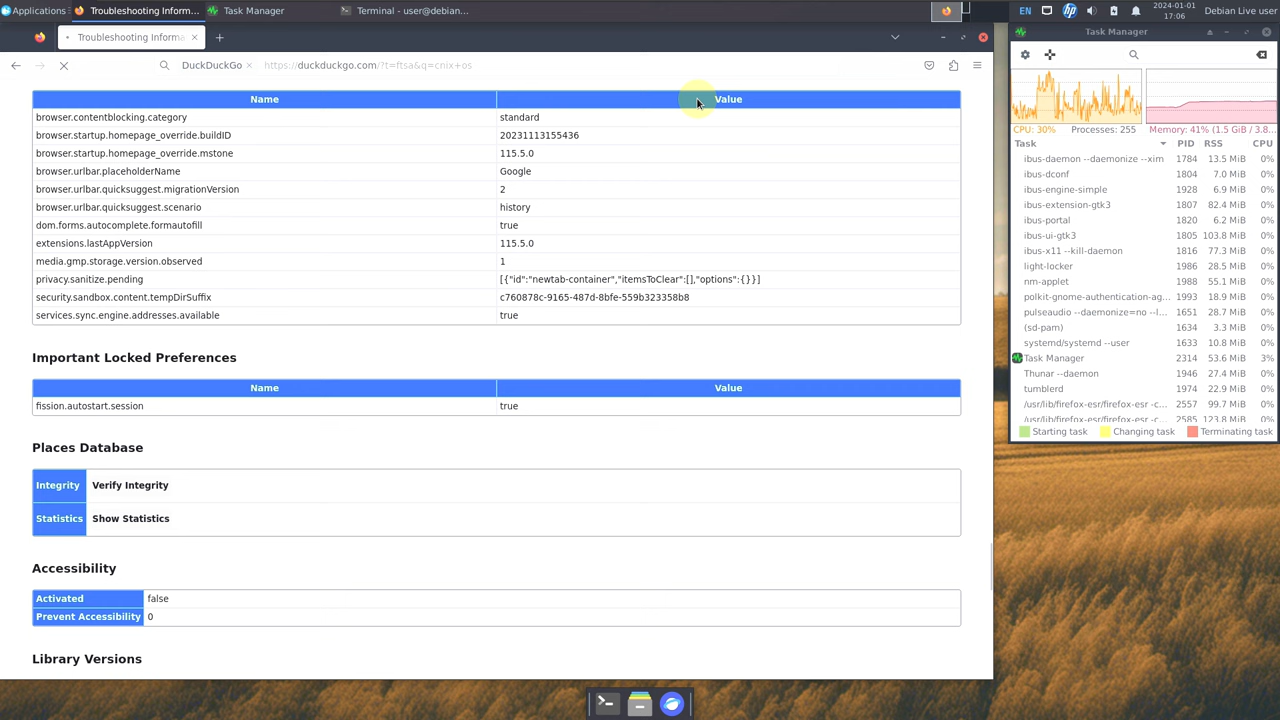 Applications
Troubleshooting Inform...
Task Manager
Terminal - user@debian...
EN
hp
2024-01-01
17:06
Debian Live user
Troubleshooting Informa
DuckDuckGo
https://duckduckgo.com/?t=ftsa&q=cnix+os
Name Value
browser.contentblocking.category standard
browser.startup.homepage_override.buildID 20231113155436
browser.startup.homepage_override.mstone 115.5.0
browser.urlbar.placeholderName Google
browser.urlbar.quicksuggest.migrationVersion 2
browser.urlbar.quicksuggest.scenario history
dom.forms.autocomplete.formautofill true
extensions.lastAppVersion 115.5.0
media.gmp.storage.version.observed 1
privacy.sanitize.pending [{"id":"newtab-container","itemsToClear":[],"options":{}}]
security.sandbox.content.tempDirSuffix c760878c-9165-487d-8bfe-559b323358b8
services.sync.engine.addresses.available true
Important Locked Preferences
Name Value
fission.autostart.session true
Places Database
Integrity Verify Integrity
Statistics Show Statistics
Accessibility
Activated false
Prevent Accessibility 0
Library Versions
Task Manager
CPU: 30% Processes: 255 Memory: 41% (1.5 GiB / 3.8...
Task PID RSS CPU
ibus-daemon --daemonize --xim 1784 13.5 MiB 0%
ibus-dconf 1804 7.0 MiB 0%
ibus-engine-simple 1928 6.9 MiB 0%
ibus-extension-gtk3 1807 82.4 MiB 0%
ibus-portal 1820 6.2 MiB 0%
ibus-ui-gtk3 1805 103.8 MiB 0%
ibus-x11 --kill-daemon 1816 77.3 MiB 0%
light-locker 1986 28.5 MiB 0%
nm-applet 1988 55.1 MiB 0%
polkit-gnome-authentication-ag... 1993 18.9 MiB 0%
pulseaudio --daemonize=no --l... 1651 28.7 MiB 0%
(sd-pam) 1634 3.3 MiB 0%
systemd/systemd --user 1633 10.8 MiB 0%
Task Manager 2314 53.6 MiB 3%
Thunar --daemon 1946 27.4 MiB 0%
tumblerd 1974 22.9 MiB 0%
/usr/lib/firefox-esr/firefox-esr -c... 2557 99.7 MiB 0%
/usr/lib/firefox-esr/firefox-esr -c... 2585 123.8 MiB 0%
Starting task Changing task Terminating task